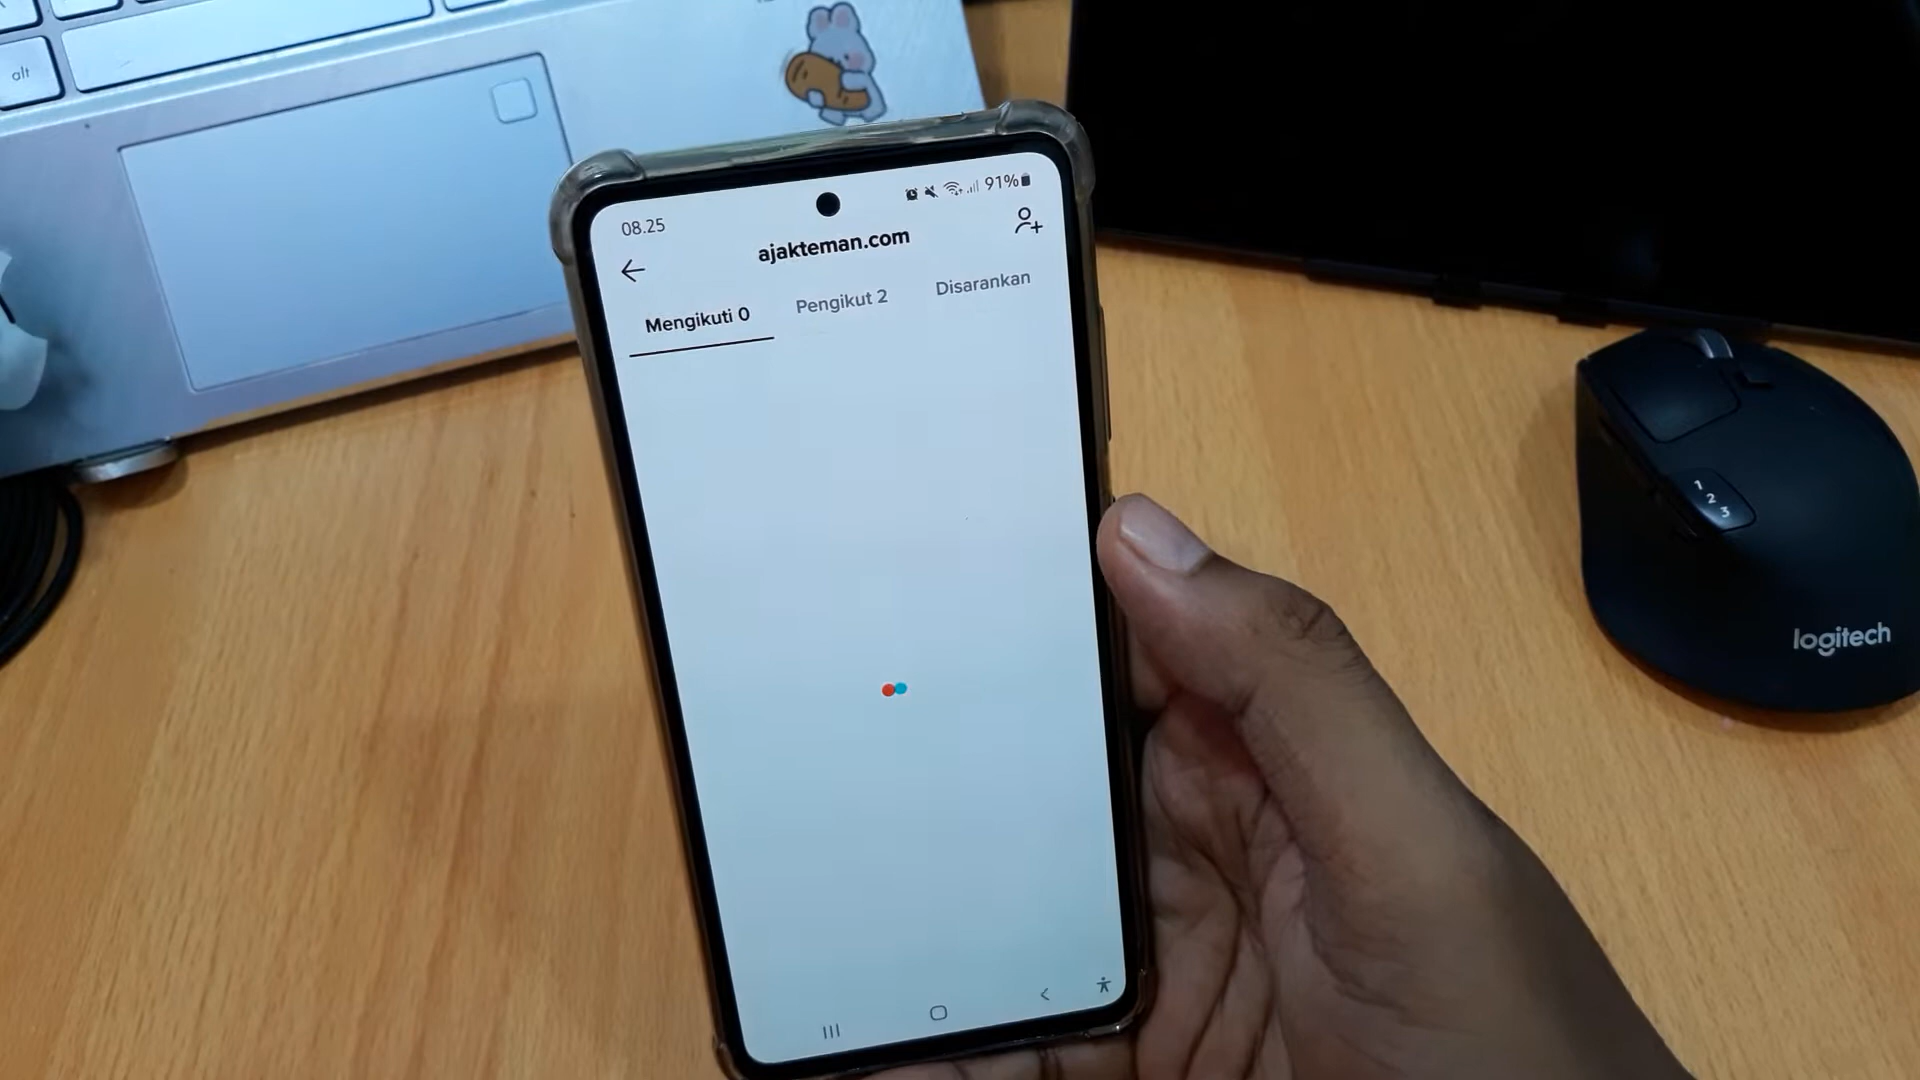 alt
08.25
91%
ajakteman.com
Mengikuti 0
Pengikut 2
Disarankan
1
2
3
logitech